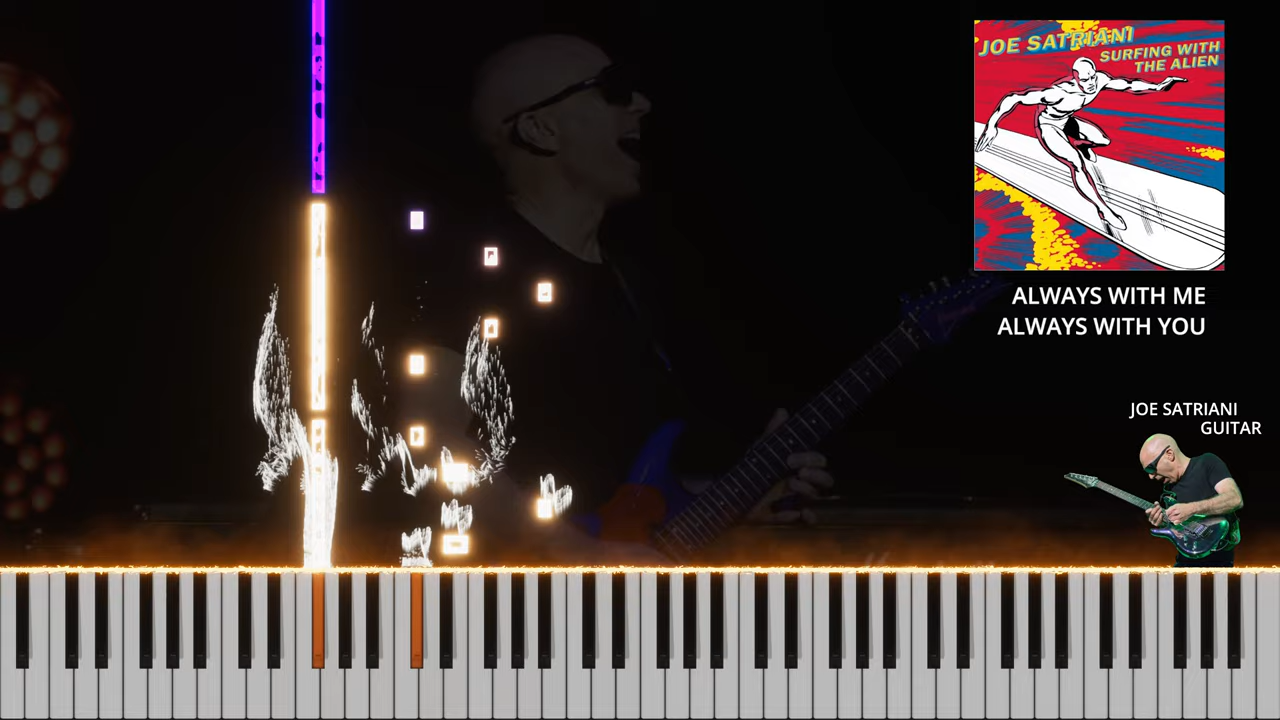 JOE SATRIANI
SURFING WITH
THE ALIEN
ALWAYS WITH ME
ALWAYS WITH YOU
JOE SATRIANI
GUITAR